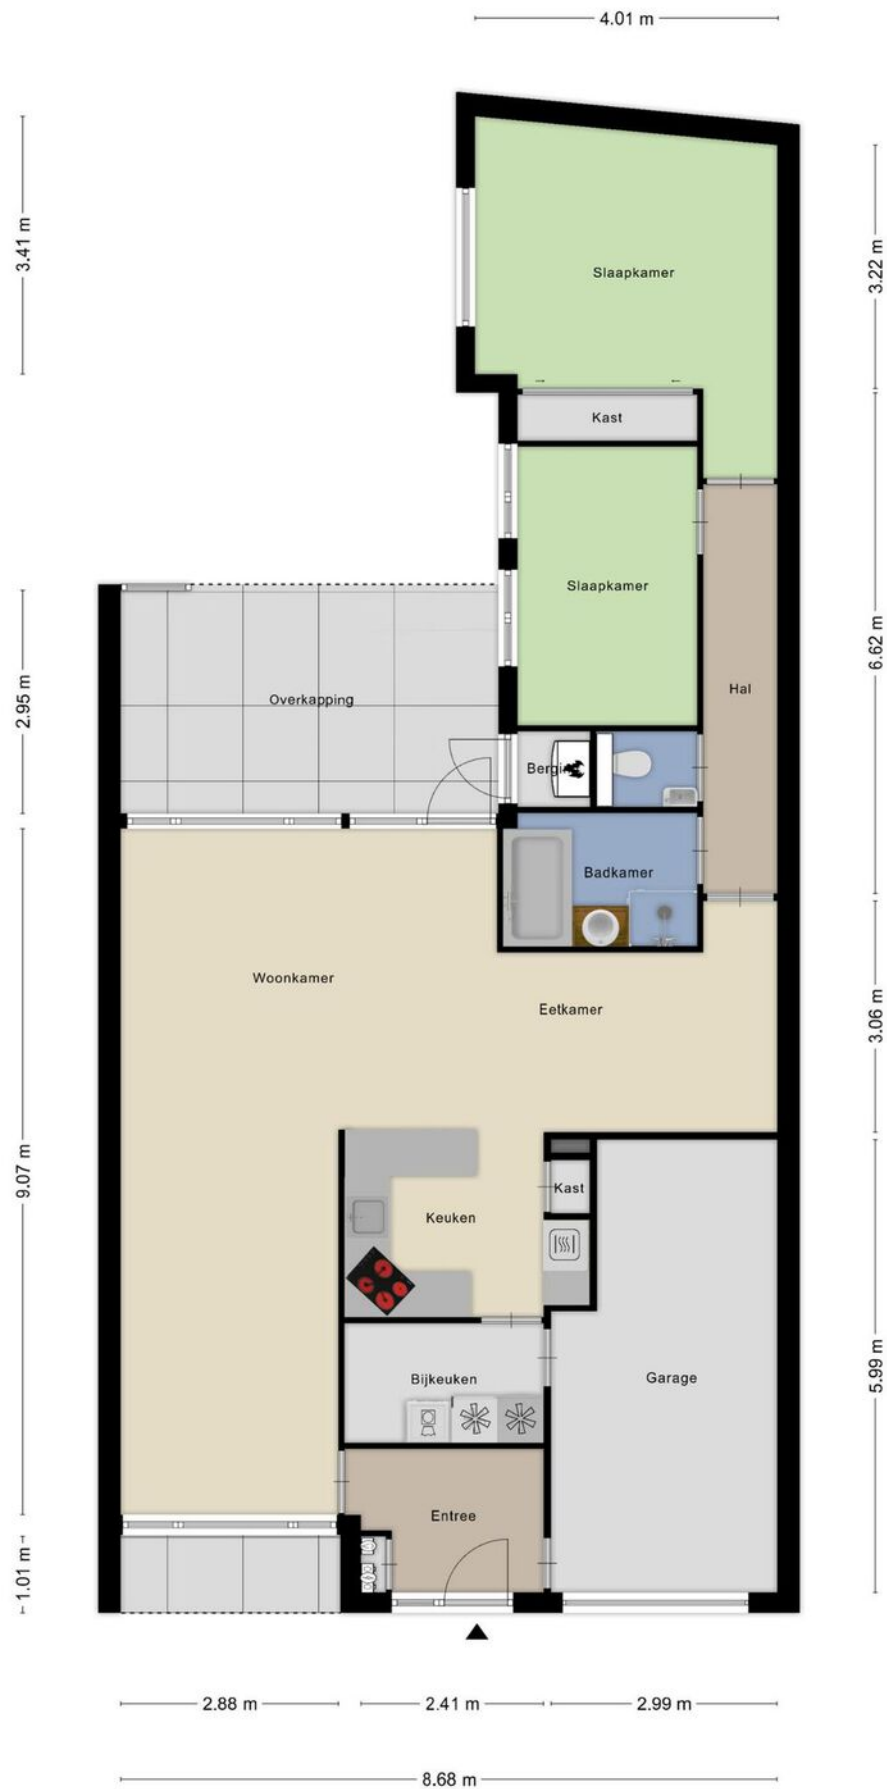 4.01 m
3.41 m
3.22 m
Slaapkamer
Kast
Slaapkamer
6.62 m
Hal
2.95 m
Overkapping
Berging
Badkamer
Woonkamer
Eetkamer
3.06 m
9.07 m
Kast
Keuken
Bijkeuken
Garage
5.99 m
Entree
1.01 m
2.88 m
2.41 m
2.99 m
8.68 m